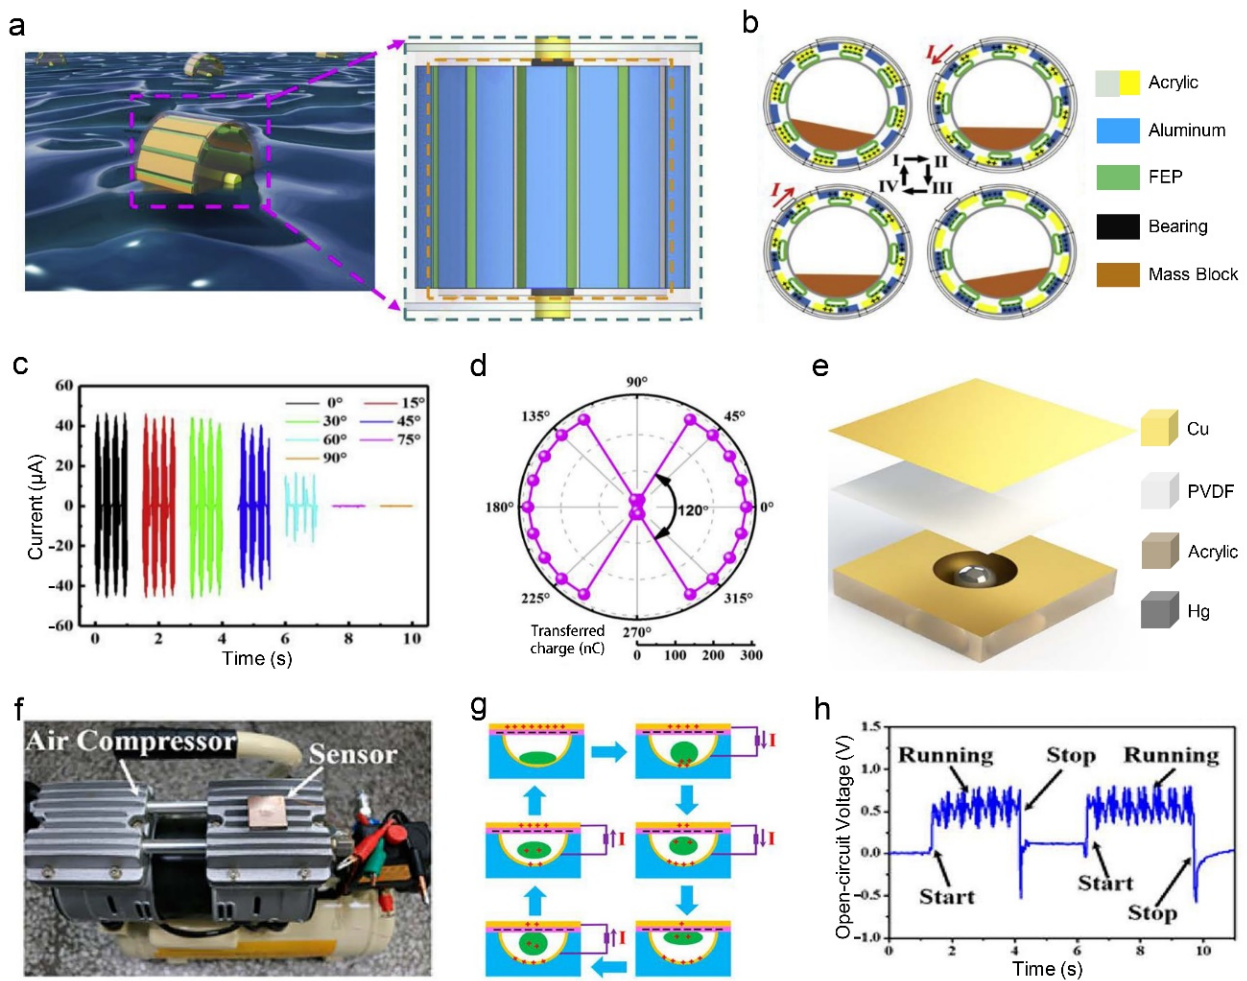 a
b
I
I II
IV III
I
Acrylic
Aluminum
FEP
Bearing
Mass Block
c
Current (µA)
60
40
20
0
-20
-40
-60
0 2 4 6 8 10
Time (s)
0° 15°
30° 45°
60° 75°
90°
d
90°
135° 45°
180° 120° 0°
225° 315°
270°
Transferred
charge (nC)
0 100 200 300
e
Cu
PVDF
Acrylic
Hg
f
Air Compressor
Sensor
g
I
I I
I
h
Open-circuit Voltage (V)
1.5
1.0
0.5
0.0
-0.5
-1.0
0 2 4 6 8 10
Time (s)
Running Stop Running
Start Start Stop